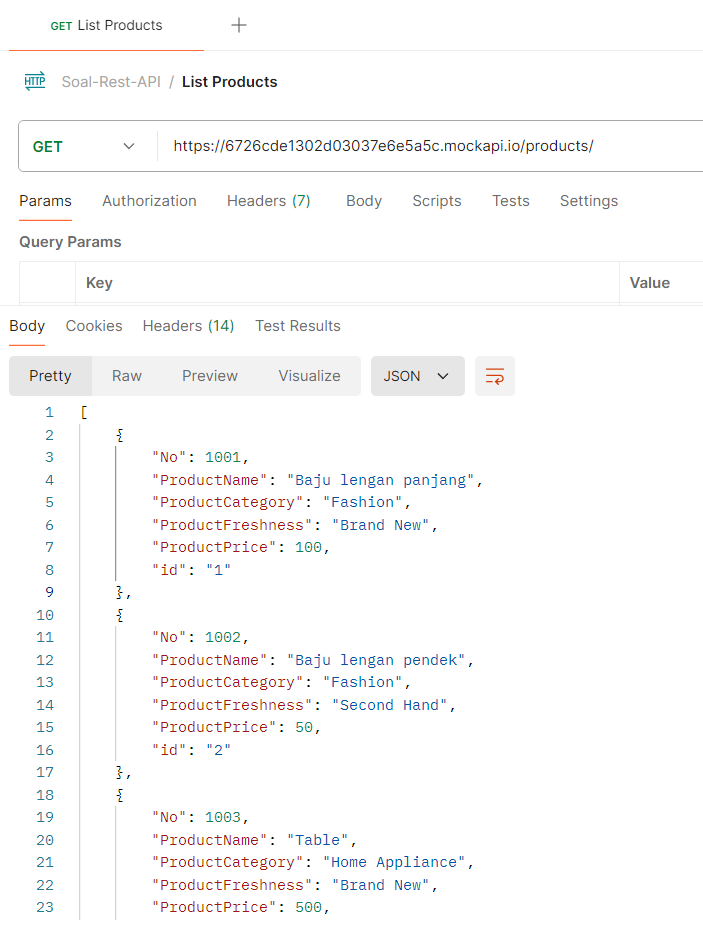 GET List Products
HTTP Soal-Rest-API / List Products
GET https://6726cde1302d03037e6e5a5c.mockapi.io/products/
Params Authorization Headers (7) Body Scripts Tests Settings
Query Params
Key Value
Body Cookies Headers (14) Test Results
Pretty Raw Preview Visualize JSON
1 [
2 {
3 "No": 1001,
4 "ProductName": "Baju lengan panjang",
5 "ProductCategory": "Fashion",
6 "ProductFreshness": "Brand New",
7 "ProductPrice": 100,
8 "id": "1"
9 },
10 {
11 "No": 1002,
12 "ProductName": "Baju lengan pendek",
13 "ProductCategory": "Fashion",
14 "ProductFreshness": "Second Hand",
15 "ProductPrice": 50,
16 "id": "2"
17 },
18 {
19 "No": 1003,
20 "ProductName": "Table",
21 "ProductCategory": "Home Appliance",
22 "ProductFreshness": "Brand New",
23 "ProductPrice": 500,